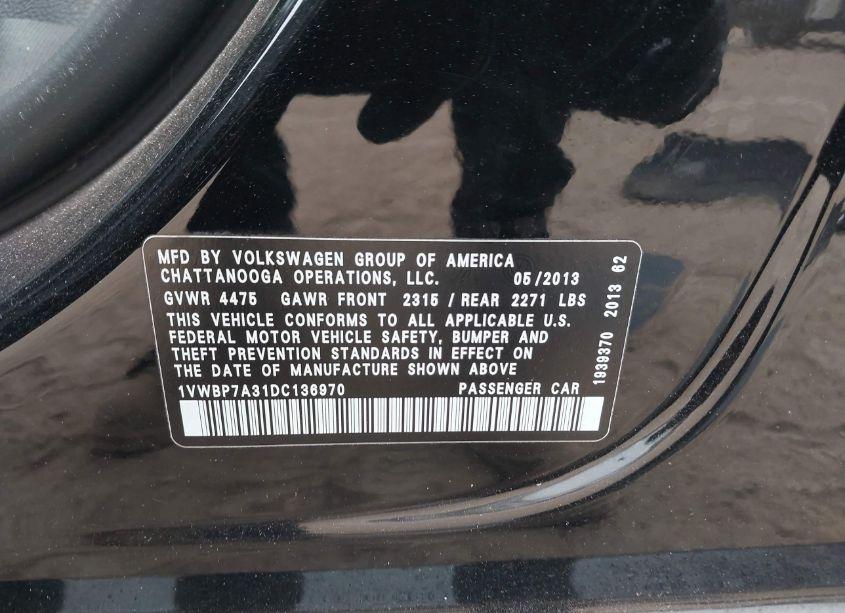 MFD BY VOLKSWAGEN GROUP OF AMERICA
CHATTANOOGA OPERATIONS, LLC. 05/2013
GVWR 4475 GAWR FRONT 2315 / REAR 2271 LBS
THIS VEHICLE CONFORMS TO ALL APPLICABLE U.S.
FEDERAL MOTOR VEHICLE SAFETY, BUMPER AND
THEFT PREVENTION STANDARDS IN EFFECT ON
THE DATE OF MANUFACTURE SHOWN ABOVE
1VWBP7A31DC136970 PASSENGER CAR
1939370 2013 62